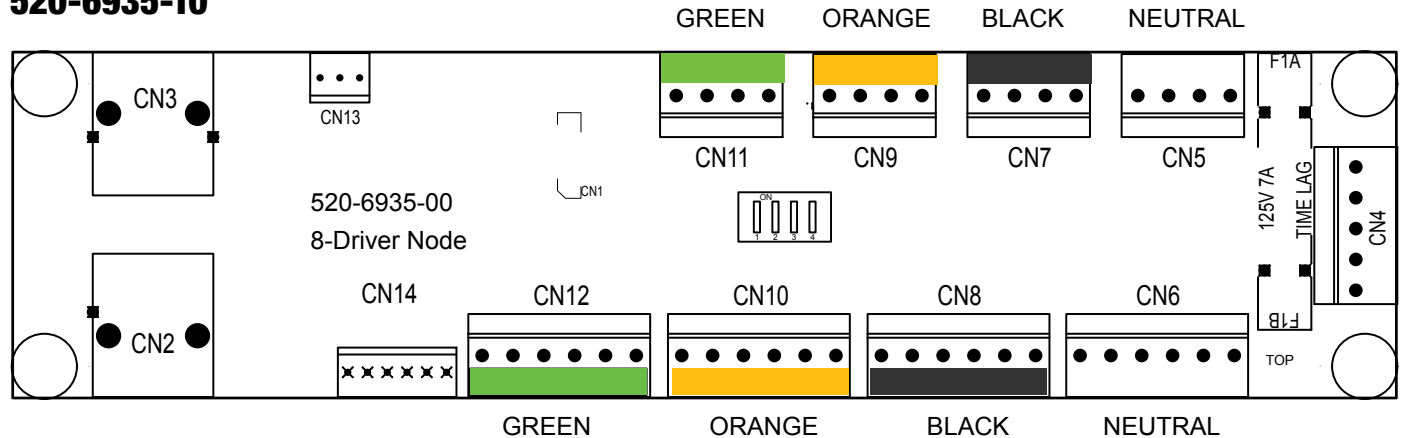 520-6935-10
GREEN ORANGE BLACK NEUTRAL
CN3
CN13
CN11 CN9 CN7 CN5
F1A
125V 7A
TIME LAG
CN4
CN1
ON
1 2 3 4
520-6935-00
8-Driver Node
CN2
CN14 CN12 CN10 CN8 CN6
F1B
TOP
GREEN ORANGE BLACK NEUTRAL